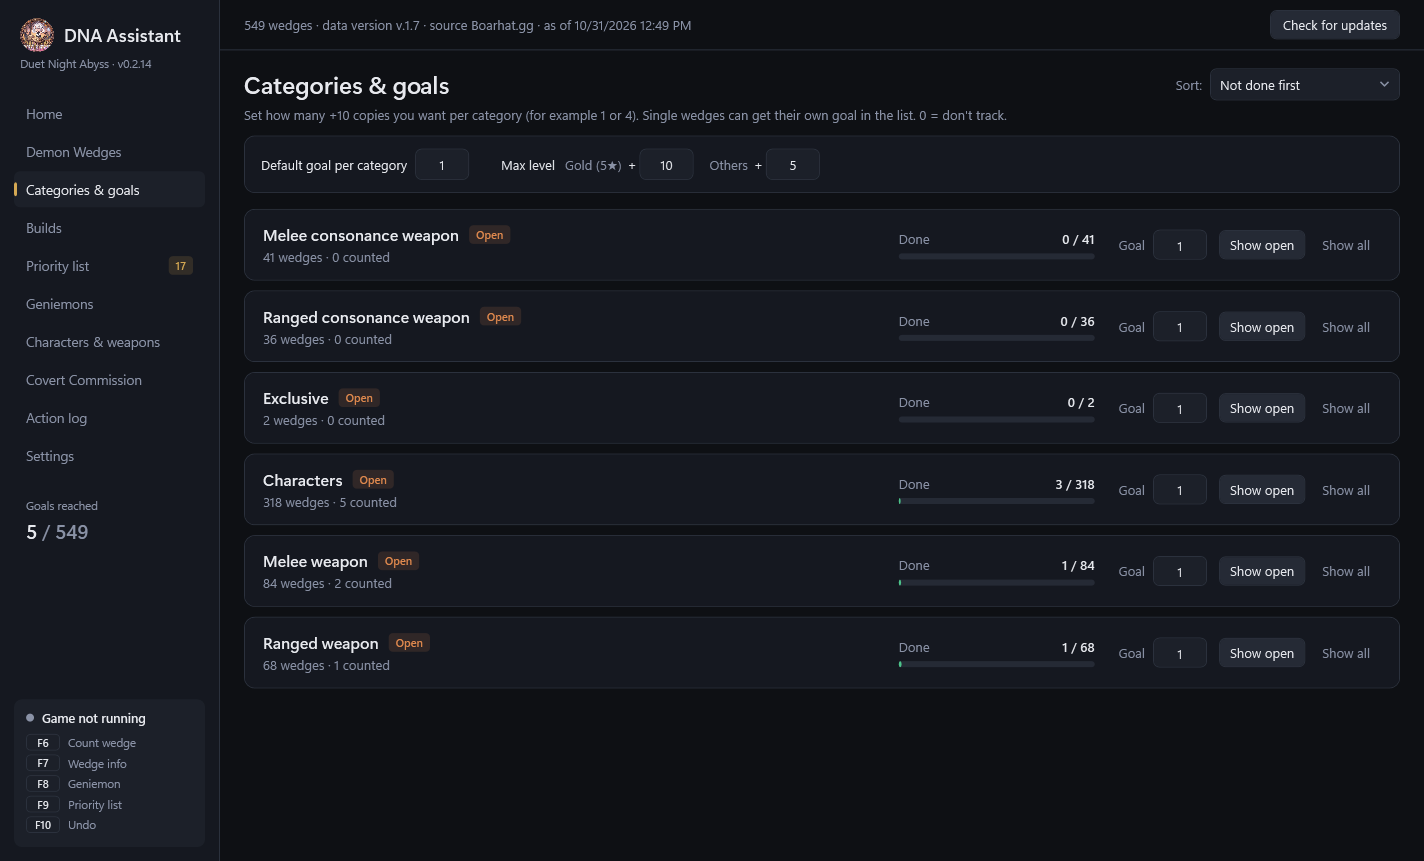 DNA Assistant
Duet Night Abyss · v0.2.14
Home
Demon Wedges
Categories & goals
Builds
Priority list 17
Geniemons
Characters & weapons
Covert Commission
Action log
Settings
Goals reached
5 / 549
Game not running
F6 Count wedge
F7 Wedge info
F8 Geniemon
F9 Priority list
F10 Undo
549 wedges · data version v.1.7 · source Boarhat.gg · as of 10/31/2026 12:49 PM
Check for updates
Categories & goals
Sort: Not done first
Set how many +10 copies you want per category (for example 1 or 4). Single wedges can get their own goal in the list. 0 = don't track.
Default goal per category 1 Max level Gold (5★) + 10 Others + 5
Melee consonance weapon Open
41 wedges · 0 counted
Done 0 / 41
Goal 1 Show open Show all
Ranged consonance weapon Open
36 wedges · 0 counted
Done 0 / 36
Goal 1 Show open Show all
Exclusive Open
2 wedges · 0 counted
Done 0 / 2
Goal 1 Show open Show all
Characters Open
318 wedges · 5 counted
Done 3 / 318
Goal 1 Show open Show all
Melee weapon Open
84 wedges · 2 counted
Done 1 / 84
Goal 1 Show open Show all
Ranged weapon Open
68 wedges · 1 counted
Done 1 / 68
Goal 1 Show open Show all